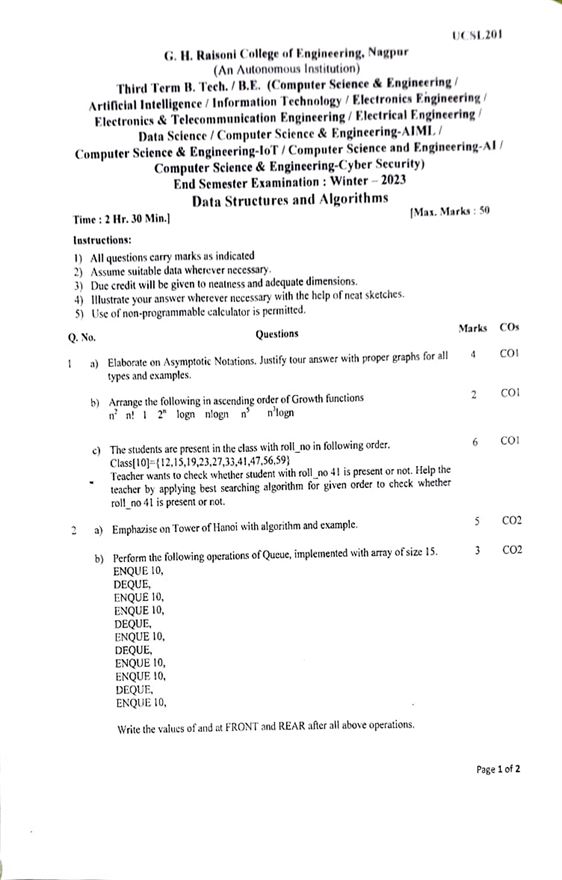 UCSL201
G. H. Raisoni College of Engineering, Nagpur
(An Autonomous Institution)
Third Term B. Tech. / B.E. (Computer Science & Engineering /
Artificial Intelligence / Information Technology / Electronics Engineering /
Electronics & Telecommunication Engineering / Electrical Engineering /
Data Science / Computer Science & Engineering-AIML /
Computer Science & Engineering-IoT / Computer Science and Engineering-AI /
Computer Science & Engineering-Cyber Security)
End Semester Examination : Winter – 2023
Data Structures and Algorithms
Time : 2 Hr. 30 Min.] [Max. Marks : 50
Instructions:
1) All questions carry marks as indicated
2) Assume suitable data wherever necessary.
3) Due credit will be given to neatness and adequate dimensions.
4) Illustrate your answer wherever necessary with the help of neat sketches.
5) Use of non-programmable calculator is permitted.
Q. No. Questions Marks COs
1 a) Elaborate on Asymptotic Notations. Justify tour answer with proper graphs for all 4 CO1
types and examples.
b) Arrange the following in ascending order of Growth functions 2 CO1
n² n! 1 2ⁿ logn nlogn n⁵ n³logn
c) The students are present in the class with roll_no in following order. 6 CO1
Class[10]={12,15,19,23,27,33,41,47,56,59}
Teacher wants to check whether student with roll_no 41 is present or not. Help the
teacher by applying best searching algorithm for given order to check whether
roll_no 41 is present or not.
2 a) Emphazise on Tower of Hanoi with algorithm and example. 5 CO2
b) Perform the following operations of Queue, implemented with array of size 15. 3 CO2
ENQUE 10,
DEQUE,
ENQUE 10,
ENQUE 10,
DEQUE,
ENQUE 10,
DEQUE,
ENQUE 10,
ENQUE 10,
DEQUE,
ENQUE 10,
Write the values of and at FRONT and REAR after all above operations.
Page 1 of 2